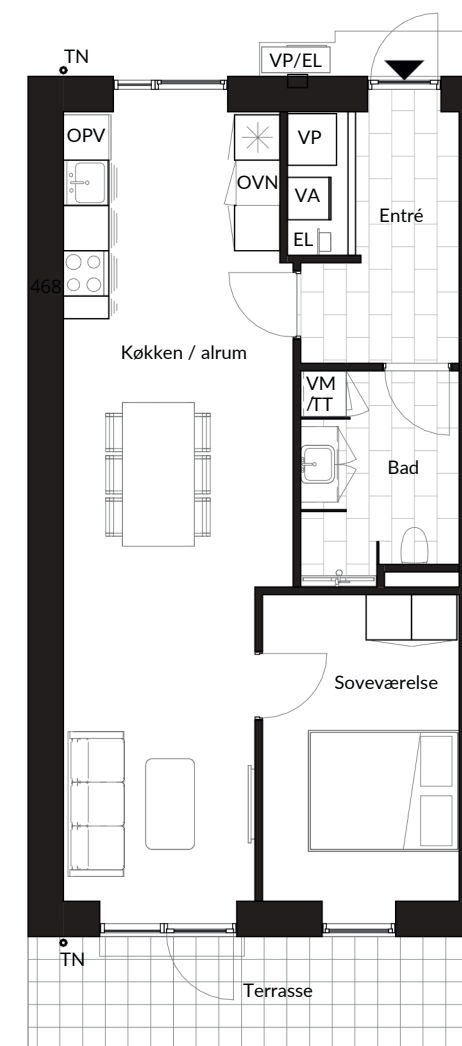 TN
VP/EL
OPV
VP
OVN
VA
Entré
EL
468
Køkken / alrum
VM
/TT
Bad
Soveværelse
TN
Terrasse